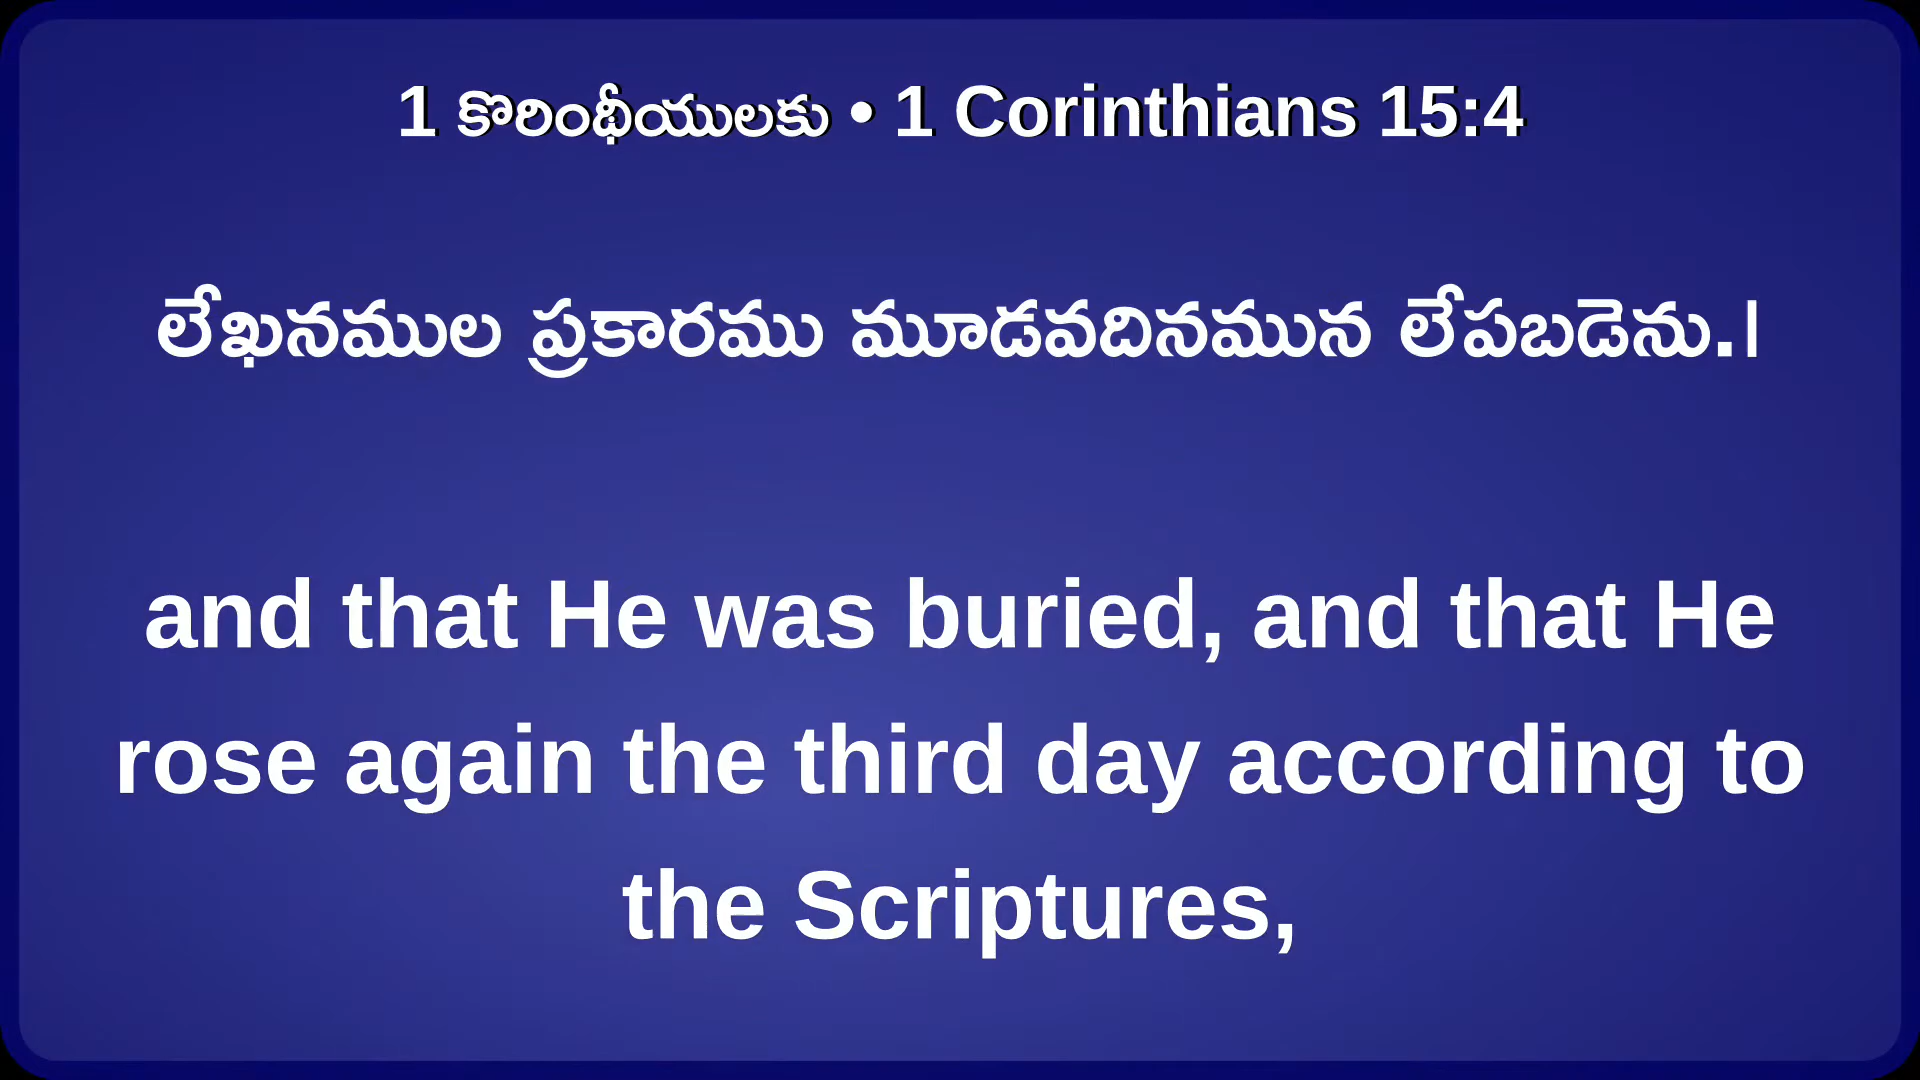 1 కొరింథీయులకు • 1 Corinthians 15:4
లేఖనముల ప్రకారము మూడవదినమున లేపబడెను.|
and that He was buried, and that He
rose again the third day according to
the Scriptures,